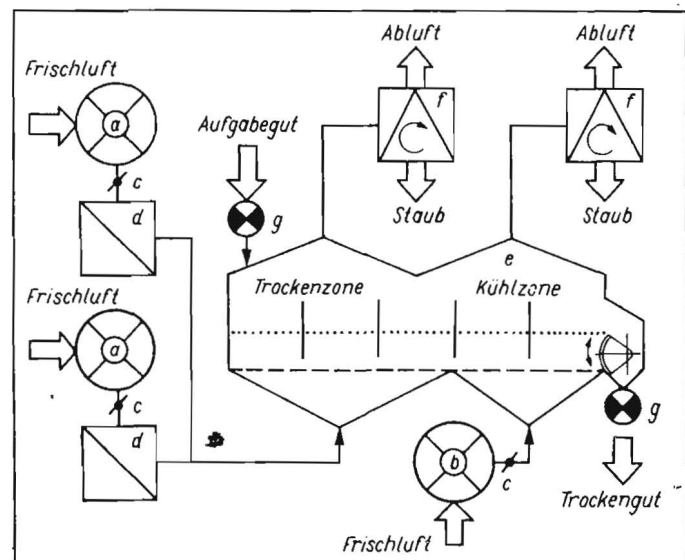 Abluft
Abluft
Frischluft
f
f
a
Aufgabegut
c
d
g
Staub
Staub
e
Frischluft
Trockenzone
Kühlzone
a
c
g
d
b
c
Trockengut
Frischluft